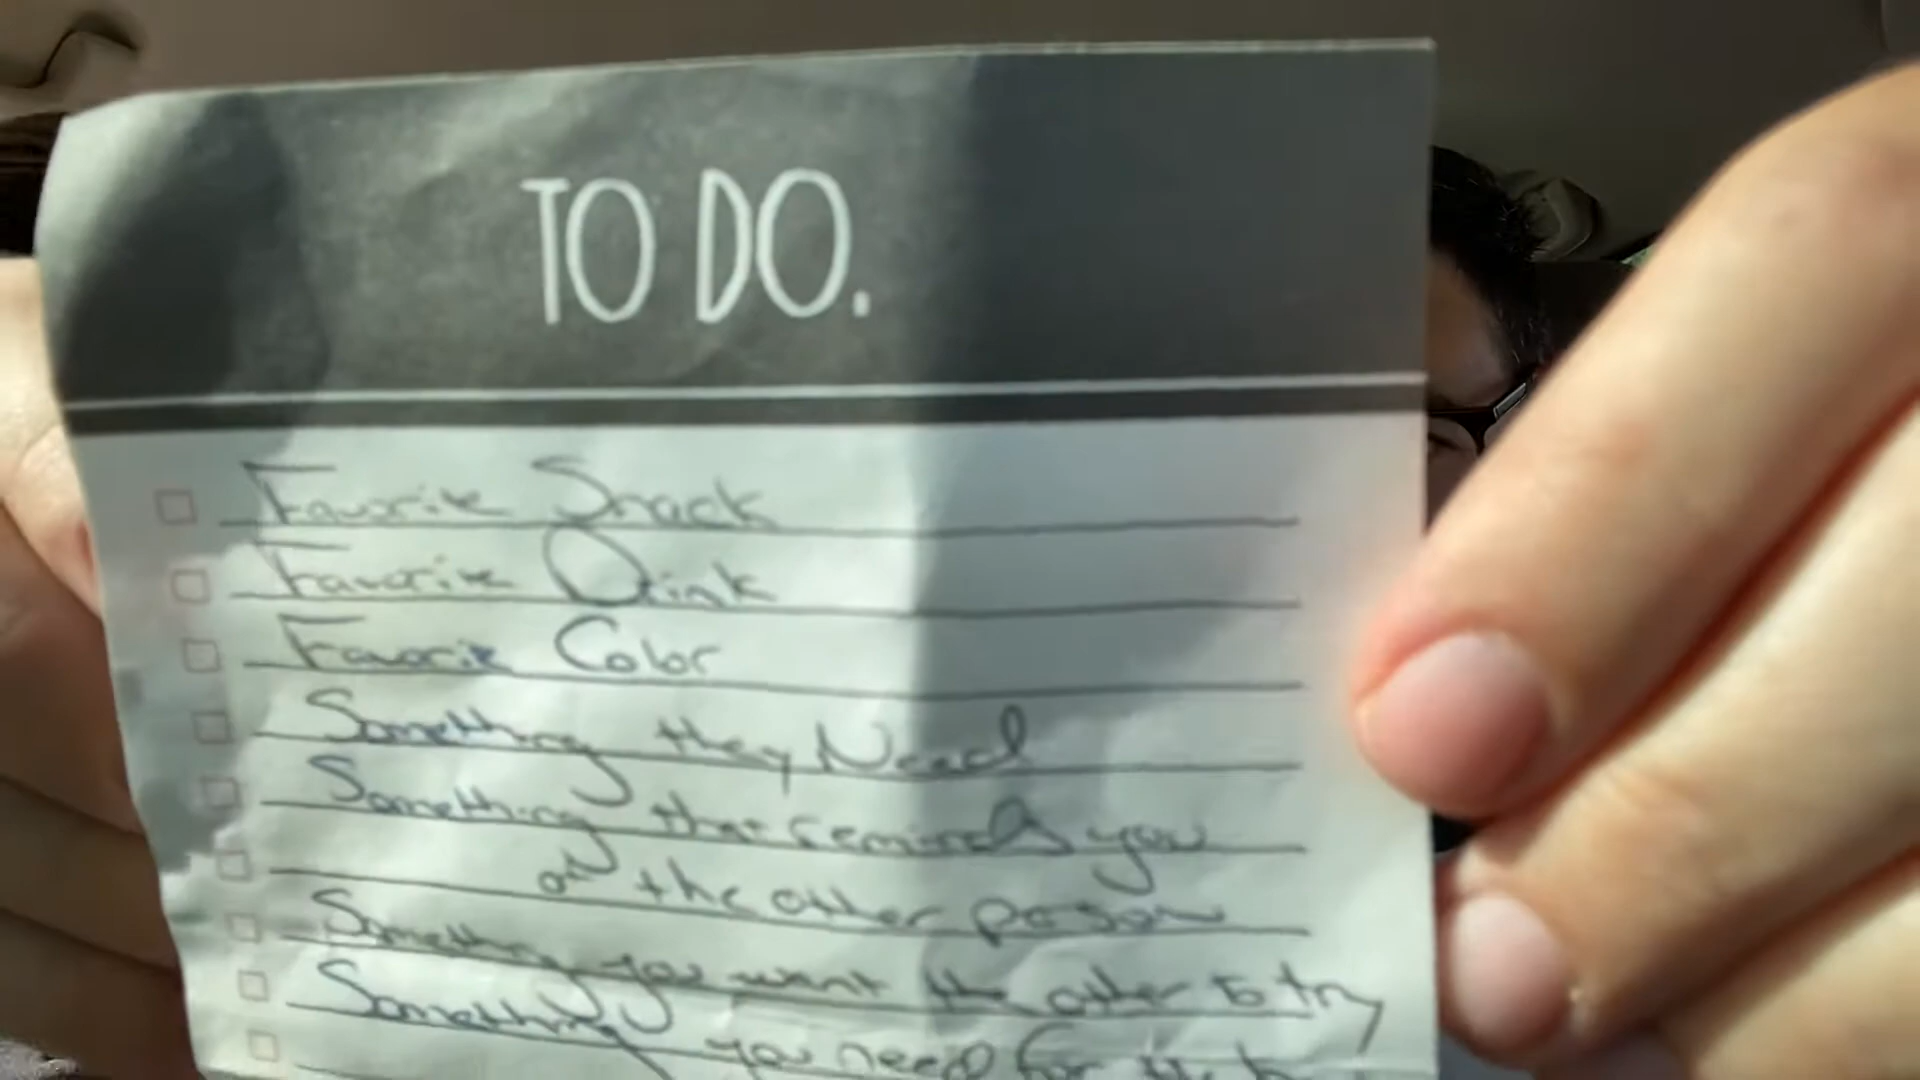 TO DO.
Favorite Snack
Favorite Drink
Favorite Color
Something they Need
Something that reminds you
of the other person
Something you want the other to try
Something you need for the